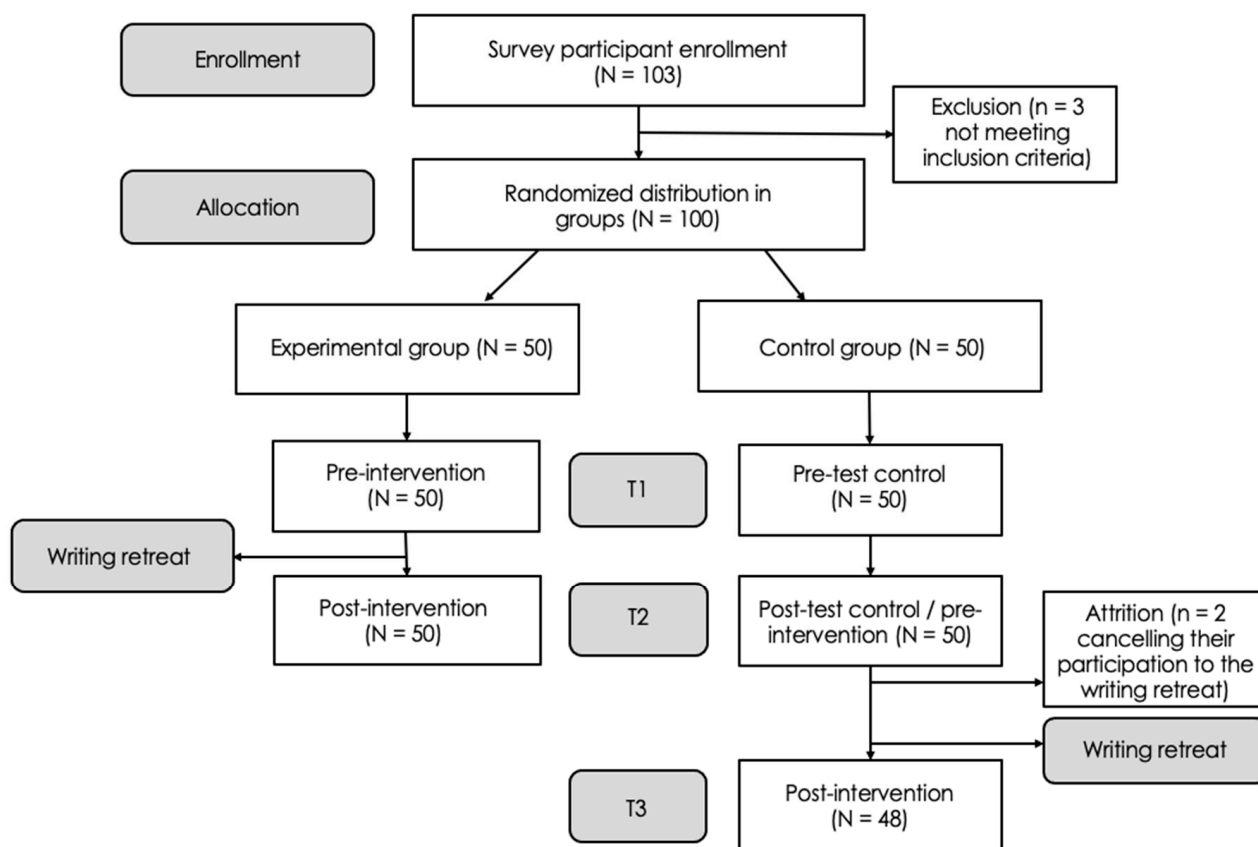 Enrollment
Survey participant enrollment
(N = 103)
Exclusion (n = 3
not meeting
inclusion criteria)
Allocation
Randomized distribution in
groups (N = 100)
Experimental group (N = 50)
Control group (N = 50)
Pre-intervention
(N = 50)
T1
Pre-test control
(N = 50)
Writing retreat
Post-intervention
(N = 50)
T2
Post-test control / pre-
intervention (N = 50)
Attrition (n = 2
cancelling their
participation to the
writing retreat)
Writing retreat
T3
Post-intervention
(N = 48)